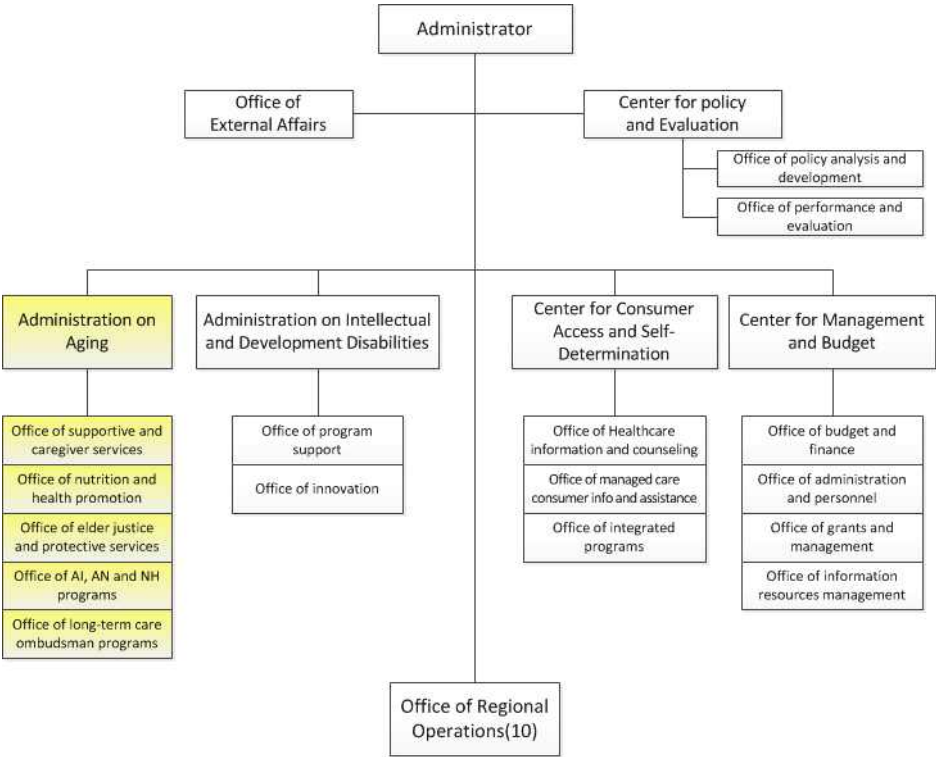 Administrator
Office of
External Affairs
Center for policy
and Evaluation
Office of policy analysis and
development
Office of performance and
evaluation
Administration on
Aging
Administration on Intellectual
and Development Disabilities
Center for Consumer
Access and Self-
Determination
Center for Management
and Budget
Office of supportive and
caregiver services
Office of nutrition and
health promotion
Office of elder justice
and protective services
Office of AI, AN and NH
programs
Office of long-term care
ombudsman programs
Office of program
support
Office of innovation
Office of Healthcare
information and counseling
Office of managed care
consumer info and assistance
Office of integrated
programs
Office of budget and
finance
Office of administration
and personnel
Office of grants and
management
Office of information
resources management
Office of Regional
Operations(10)